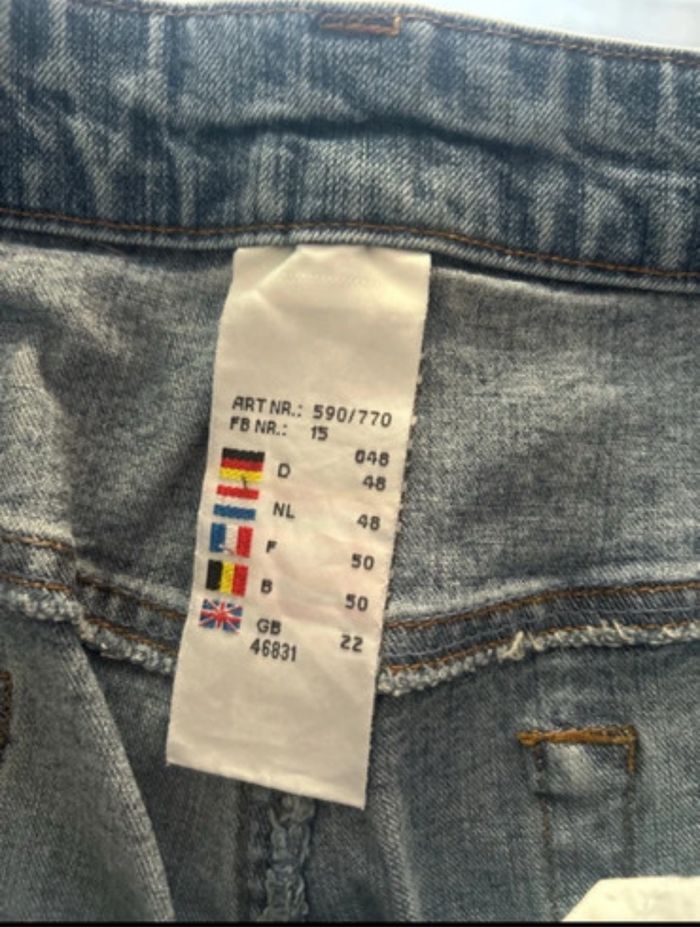 ART NR.: 590/770
FB NR.: 15
048
D 48
NL 48
F 50
B 50
GB 22
46831